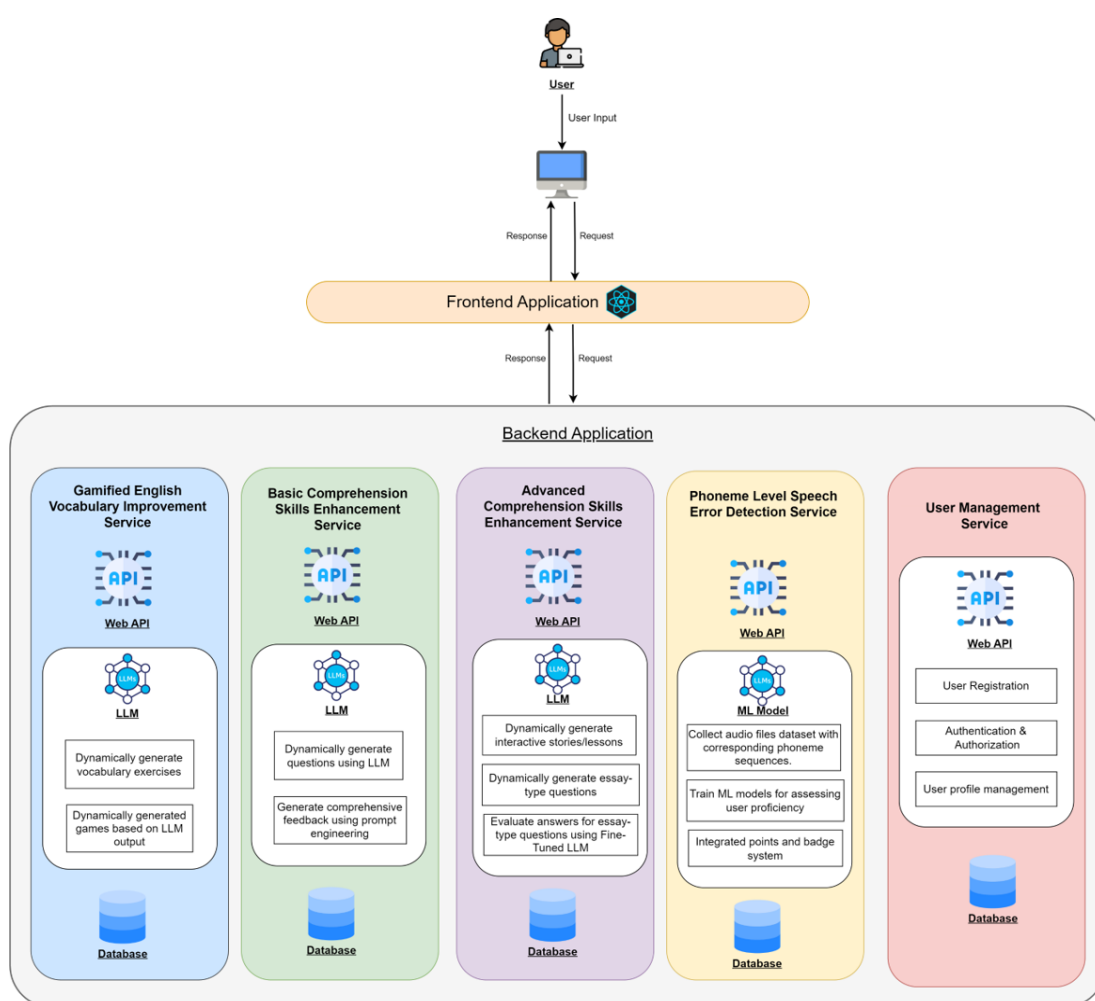 User
User Input
Response
Request
Frontend Application
Response
Request
Backend Application
Gamified English
Vocabulary Improvement
Service
API
Web API
LLMs
LLM
Dynamically generate
vocabulary exercises
Dynamically generated
games based on LLM
output
Database
Basic Comprehension
Skills Enhancement
Service
API
Web API
LLMs
LLM
Dynamically generate
questions using LLM
Generate comprehensive
feedback using prompt
engineering
Database
Advanced
Comprehension Skills
Enhancement Service
API
Web API
LLMs
LLM
Dynamically generate
interactive stories/lessons
Dynamically generate essay-
type questions
Evaluate answers for essay-
type questions using Fine-
Tuned LLM
Database
Phoneme Level Speech
Error Detection Service
API
Web API
LLMs
ML Model
Collect audio files dataset with
corresponding phoneme
sequences.
Train ML models for assessing
user proficiency
Integrated points and badge
system
Database
User Management
Service
API
Web API
User Registration
Authentication &
Authorization
User profile management
Database